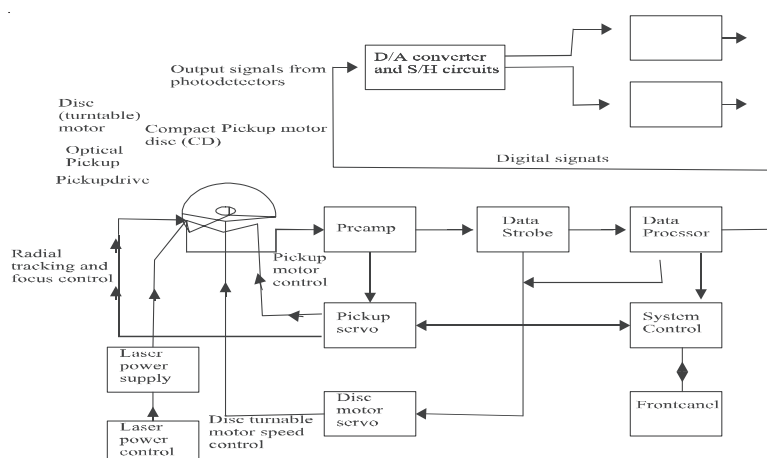 D/A converter
and S/H circuits
Output signals from
photodetectors
Disc
(turntable)
motor
Compact Pickup motor
disc (CD)
Optical
Pickup
Pickupdrive
Digital signats
Preamp
Data
Strobe
Data
Procssor
Radial
tracking and
focus control
Pickup
motor
control
Pickup
servo
System
Control
Laser
power
supply
Disc
motor
servo
Frontcanel
Disc turnable
motor speed
control
Laser
power
control